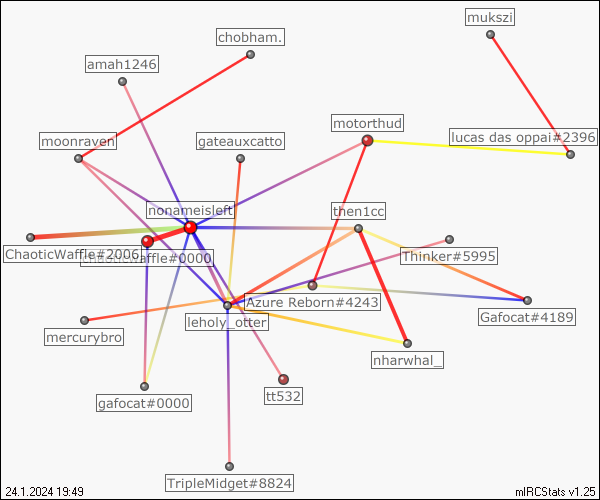 mukszi
chobham.
amah1246
motorthud
lucas das oppai#2396
moonraven
gateauxcatto
nonameisleft
then1cc
ChaoticWaffle#2006
chaoticwaffle#0000
Thinker#5995
Azure Reborn#4243
leholy_otter
Gafocat#4189
mercurybro
nharwhal_
tt532
gafocat#0000
TripleMidget#8824
24.1.2024 19:49
mIRCStats v1.25